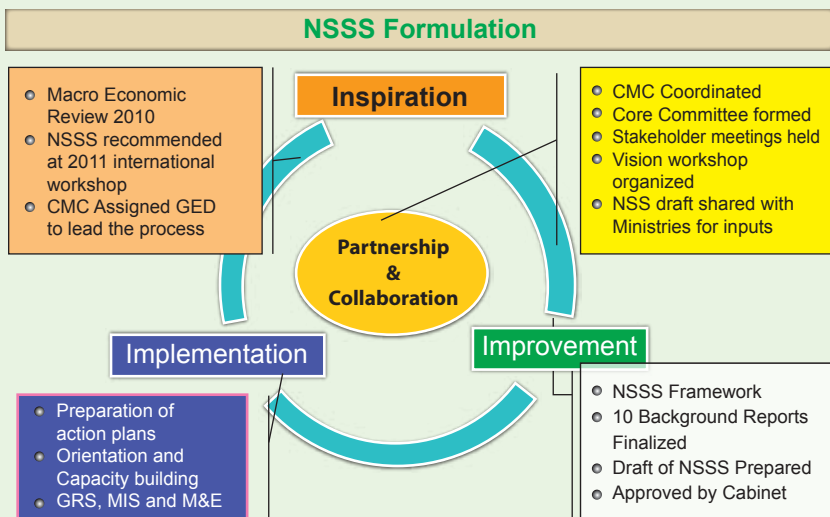 NSSS Formulation
Macro Economic
Review 2010
NSSS recommended
at 2011 international
workshop
CMC Assigned GED
to lead the process
Inspiration
CMC Coordinated
Core Committee formed
Stakeholder meetings held
Vision workshop
organized
NSS draft shared with
Ministries for inputs
Partnership
&
Collaboration
Implementation
Improvement
Preparation of
action plans
Orientation and
Capacity building
GRS, MIS and M&E
NSSS Framework
10 Background Reports
Finalized
Draft of NSSS Prepared
Approved by Cabinet